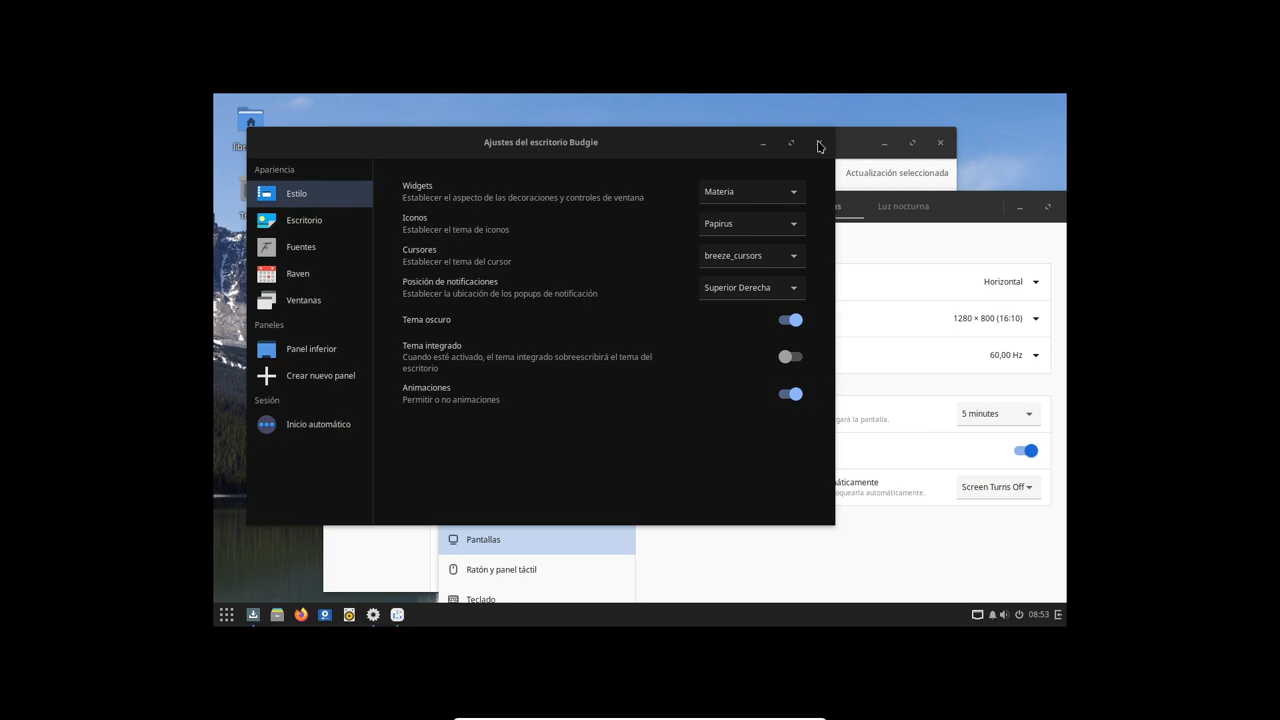 Ajustes del escritorio Budgie
Apariencia
Estilo
Escritorio
Fuentes
Raven
Ventanas
Paneles
Panel inferior
Crear nuevo panel
Sesión
Inicio automático
Widgets
Establecer el aspecto de las decoraciones y controles de ventana
Materia
Iconos
Establecer el tema de iconos
Papirus
Cursores
Establecer el tema del cursor
breeze_cursors
Posición de notificaciones
Establecer la ubicación de los popups de notificación
Superior Derecha
Tema oscuro
Tema integrado
Cuando esté activado, el tema integrado sobreescribirá el tema del
escritorio
Animaciones
Permitir o no animaciones
Actualización seleccionada
Luz nocturna
Horizontal
1280 × 800 (16:10)
60,00 Hz
gará la pantalla.
5 minutes
áticamente
oquearla automáticamente.
Screen Turns Off
Pantallas
Ratón y panel táctil
Teclado
08:53